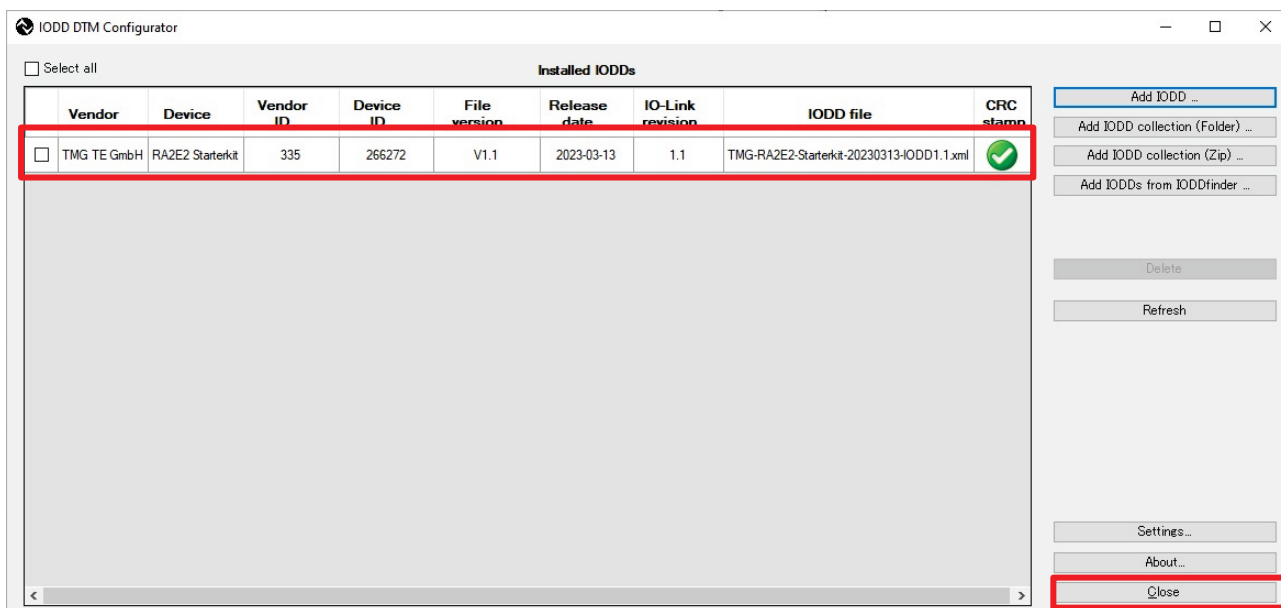 IODD DTM Configurator
Select all
Installed IODDs
Vendor Device Vendor ID Device ID File version Release date IO-Link revision IODD file CRC stamp
TMG TE GmbH RA2E2 Starterkit 335 266272 V1.1 2023-03-13 1.1 TMG-RA2E2-Starterkit-20230313-IODD1.1.xml
Add IODD ...
Add IODD collection (Folder) ...
Add IODD collection (Zip) ...
Add IODDs from IODDfinder ...
Delete
Refresh
Settings...
About...
Close